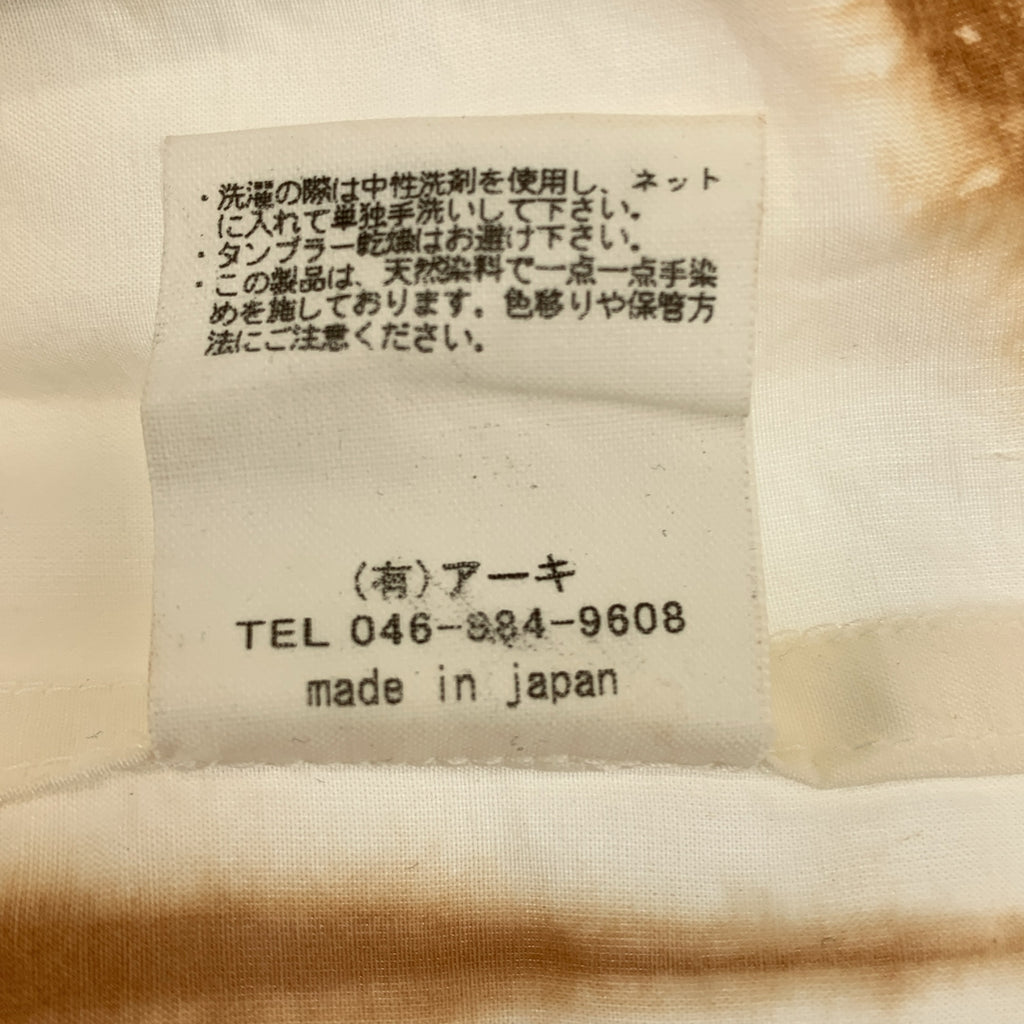 ・洗濯の際は中性洗剤を使用し、ネット
に入れて単独手洗いして下さい。
・タンブラー乾燥はお避け下さい。
・この製品は、天然染料で一点一点手染
めを施しております。色移りや保管方
法にご注意ください。
(有)アーキ
TEL 046-884-9608
made in japan